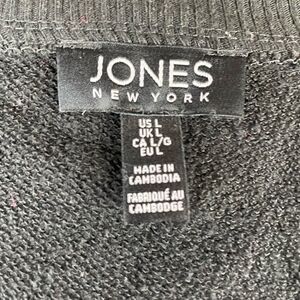 JONES
NEW YORK
US L
UK L
CA L/G
EU L
MADE IN
CAMBODIA
FABRIQUÉ AU
CAMBODGE